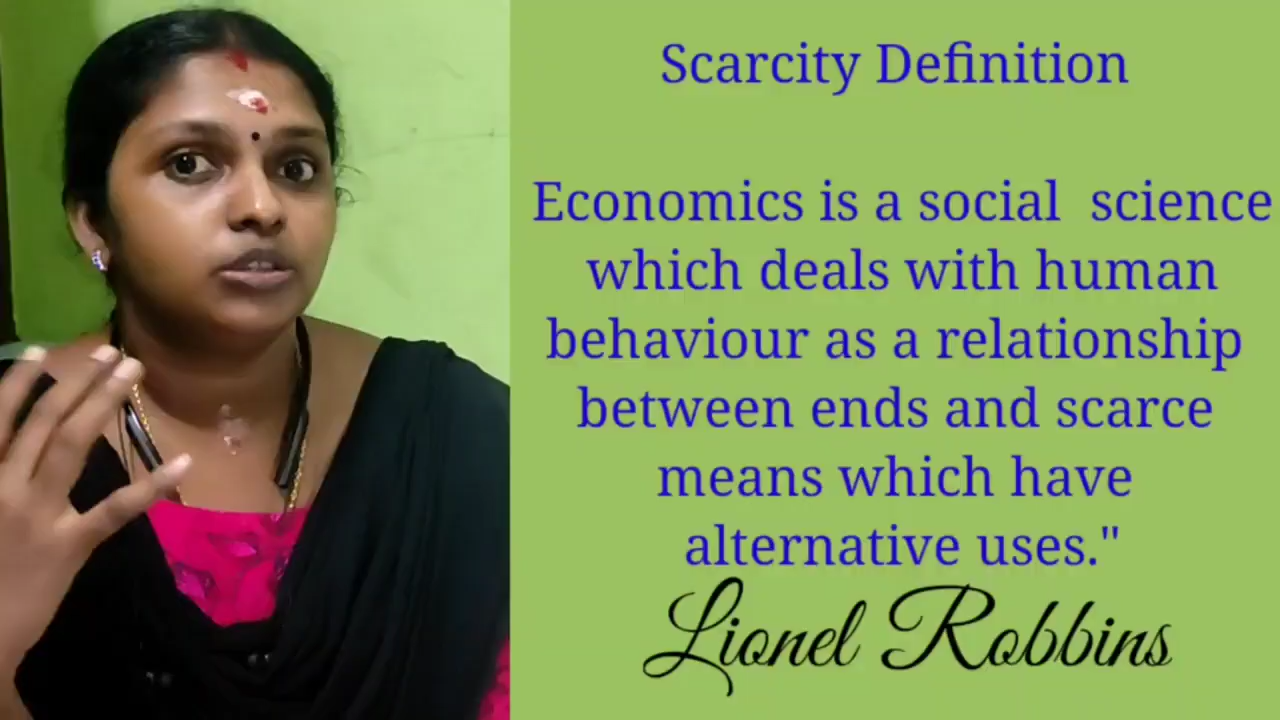 Scarcity Definition
Economics is a social  science
which deals with human
behaviour as a relationship
between ends and scarce
means which have
alternative uses."
Lionel Robbins